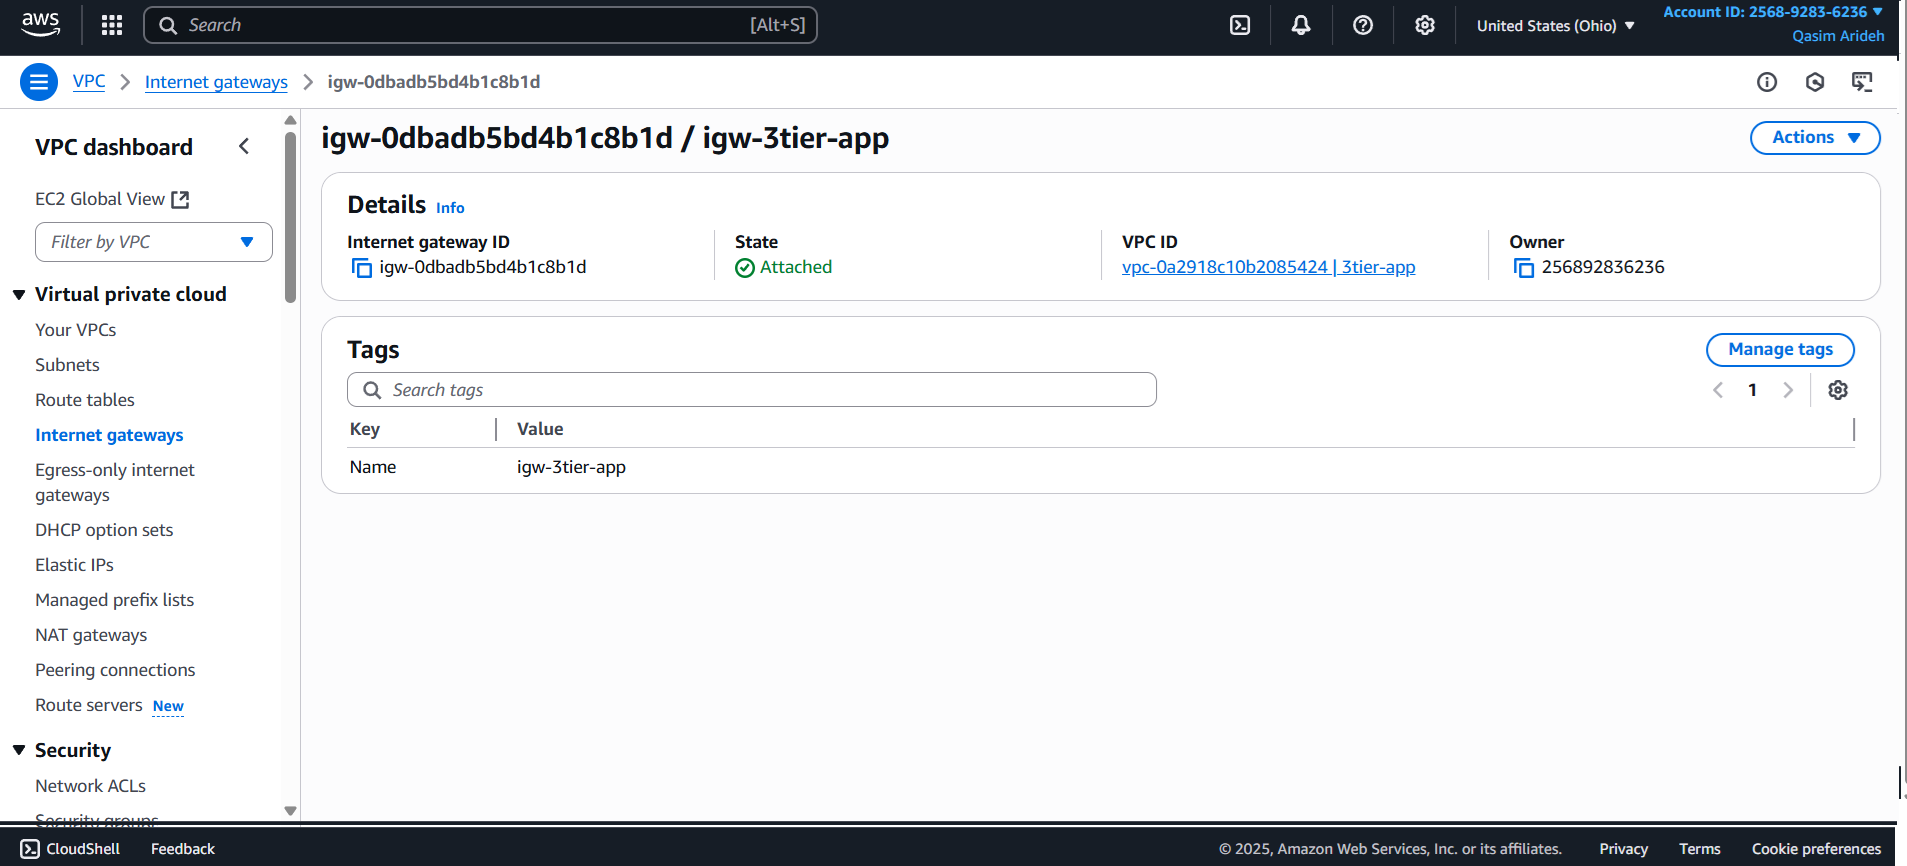 aws
Search [Alt+S]
United States (Ohio)
Account ID: 2568-9283-6236
Qasim Arideh
VPC Internet gateways igw-0dbadb5bd4b1c8b1d
VPC dashboard
EC2 Global View
Filter by VPC
Virtual private cloud
Your VPCs
Subnets
Route tables
Internet gateways
Egress-only internet
gateways
DHCP option sets
Elastic IPs
Managed prefix lists
NAT gateways
Peering connections
Route servers New
Security
Network ACLs
Security groups
igw-0dbadb5bd4b1c8b1d / igw-3tier-app
Actions
Details Info
Internet gateway ID
igw-0dbadb5bd4b1c8b1d
State
Attached
VPC ID
vpc-0a2918c10b2085424 | 3tier-app
Owner
256892836236
Tags
Manage tags
Search tags
1
Key Value
Name igw-3tier-app
CloudShell Feedback © 2025, Amazon Web Services, Inc. or its affiliates. Privacy Terms Cookie preferences